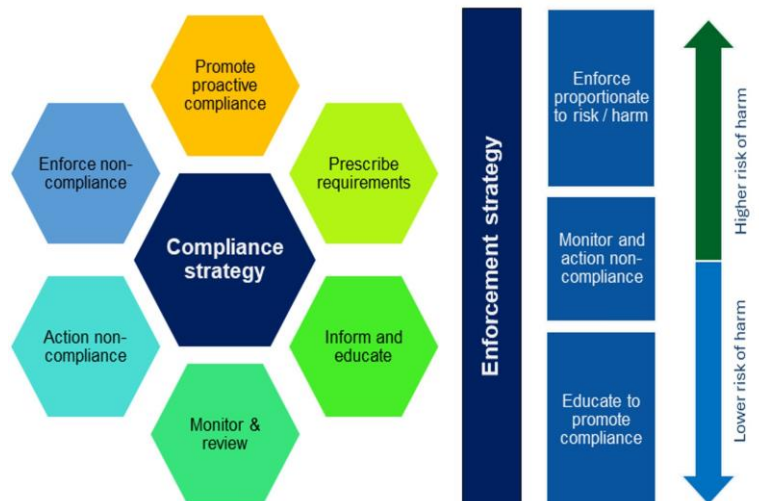 Promote
proactive
compliance
Enforce non-
compliance
Prescribe
requirements
Compliance
strategy
Action non-
compliance
Inform and
educate
Monitor &
review
Enforcement strategy
Enforce
proportionate
to risk / harm
Monitor and
action non-
compliance
Educate to
promote
compliance
Higher risk of harm
Lower risk of harm